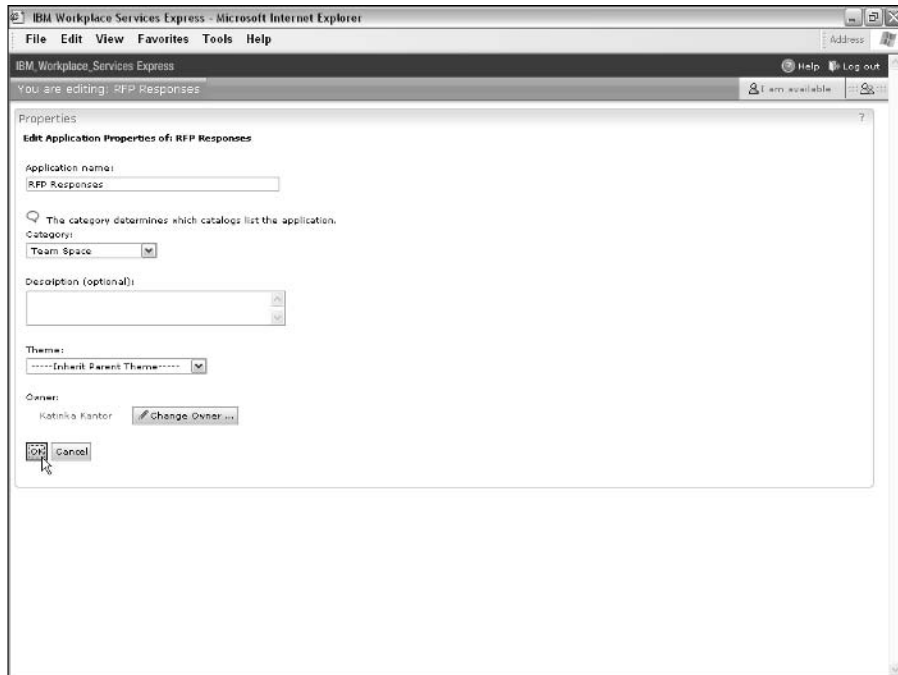 IBM Workplace Services Express - Microsoft Internet Explorer
File Edit View Favorites Tools Help Address
IBM_Workplace_Services Express Help Log out
You are editing: RFP Responses I am available
Properties ?
Edit Application Properties of: RFP Responses
Application name:
RFP Responses
The category determines which catalogs list the application.
Category:
Team Space
Description (optional):
Theme:
-----Inherit Parent Theme-----
Owner:
Katinka Kantor Change Owner ...
OK Cancel